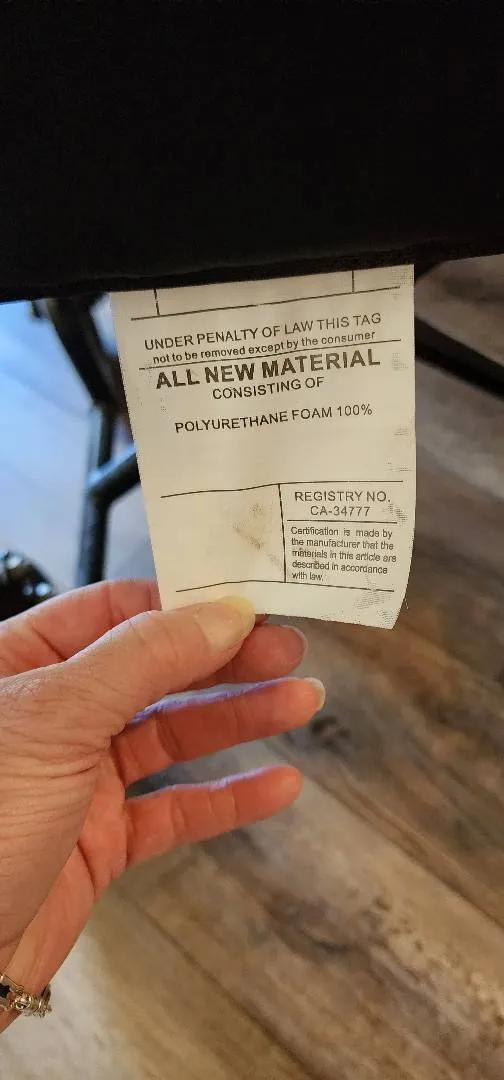 UNDER PENALTY OF LAW THIS TAG
not to be removed except by the consumer
ALL NEW MATERIAL
CONSISTING OF
POLYURETHANE FOAM 100%
REGISTRY NO.
CA-34777
Certification is made by
the manufacturer that the
materials in this article are
described in accordance
with law.